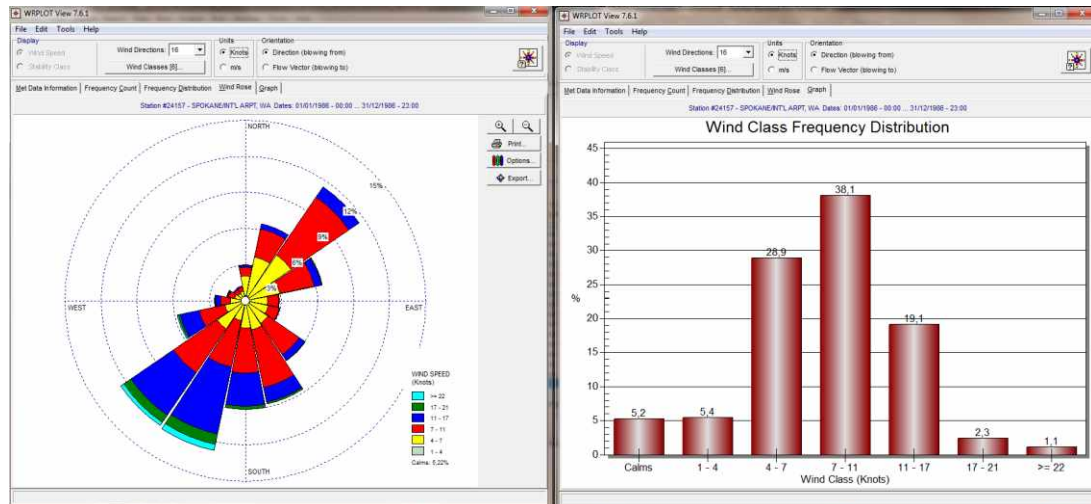 WRPLOT View 7.6.1
File Edit Tools Help
Display
Wind Speed
Stability Class
Wind Directions: 16
Wind Classes [6]...
Units
Knots
m/s
Orientation
Direction (blowing from)
Flow Vector (blowing to)
Met Data Information Frequency Count Frequency Distribution Wind Rose Graph
Station #24157 - SPOKANE/INT'L ARPT, WA Dates: 01/01/1986 - 00:00 ... 31/12/1986 - 23:00
NORTH
15%
12%
9%
6%
3%
WEST
EAST
SOUTH
Print...
Options...
Export...
WIND SPEED
(Knots)
>= 22
17 - 21
11 - 17
7 - 11
4 - 7
1 - 4
Calms: 5,22%
WRPLOT View 7.6.1
File Edit Tools Help
Display
Wind Speed
Stability Class
Wind Directions: 16
Wind Classes [6]...
Units
Knots
m/s
Orientation
Direction (blowing from)
Flow Vector (blowing to)
Met Data Information Frequency Count Frequency Distribution Wind Rose Graph
Station #24157 - SPOKANE/INT'L ARPT, WA Dates: 01/01/1986 - 00:00 ... 31/12/1986 - 23:00
Wind Class Frequency Distribution
45
40
35
30
25
20
15
10
5
0
%
5,2
5,4
28,9
38,1
19,1
2,3
1,1
Calms 1 - 4 4 - 7 7 - 11 11 - 17 17 - 21 >= 22
Wind Class (Knots)